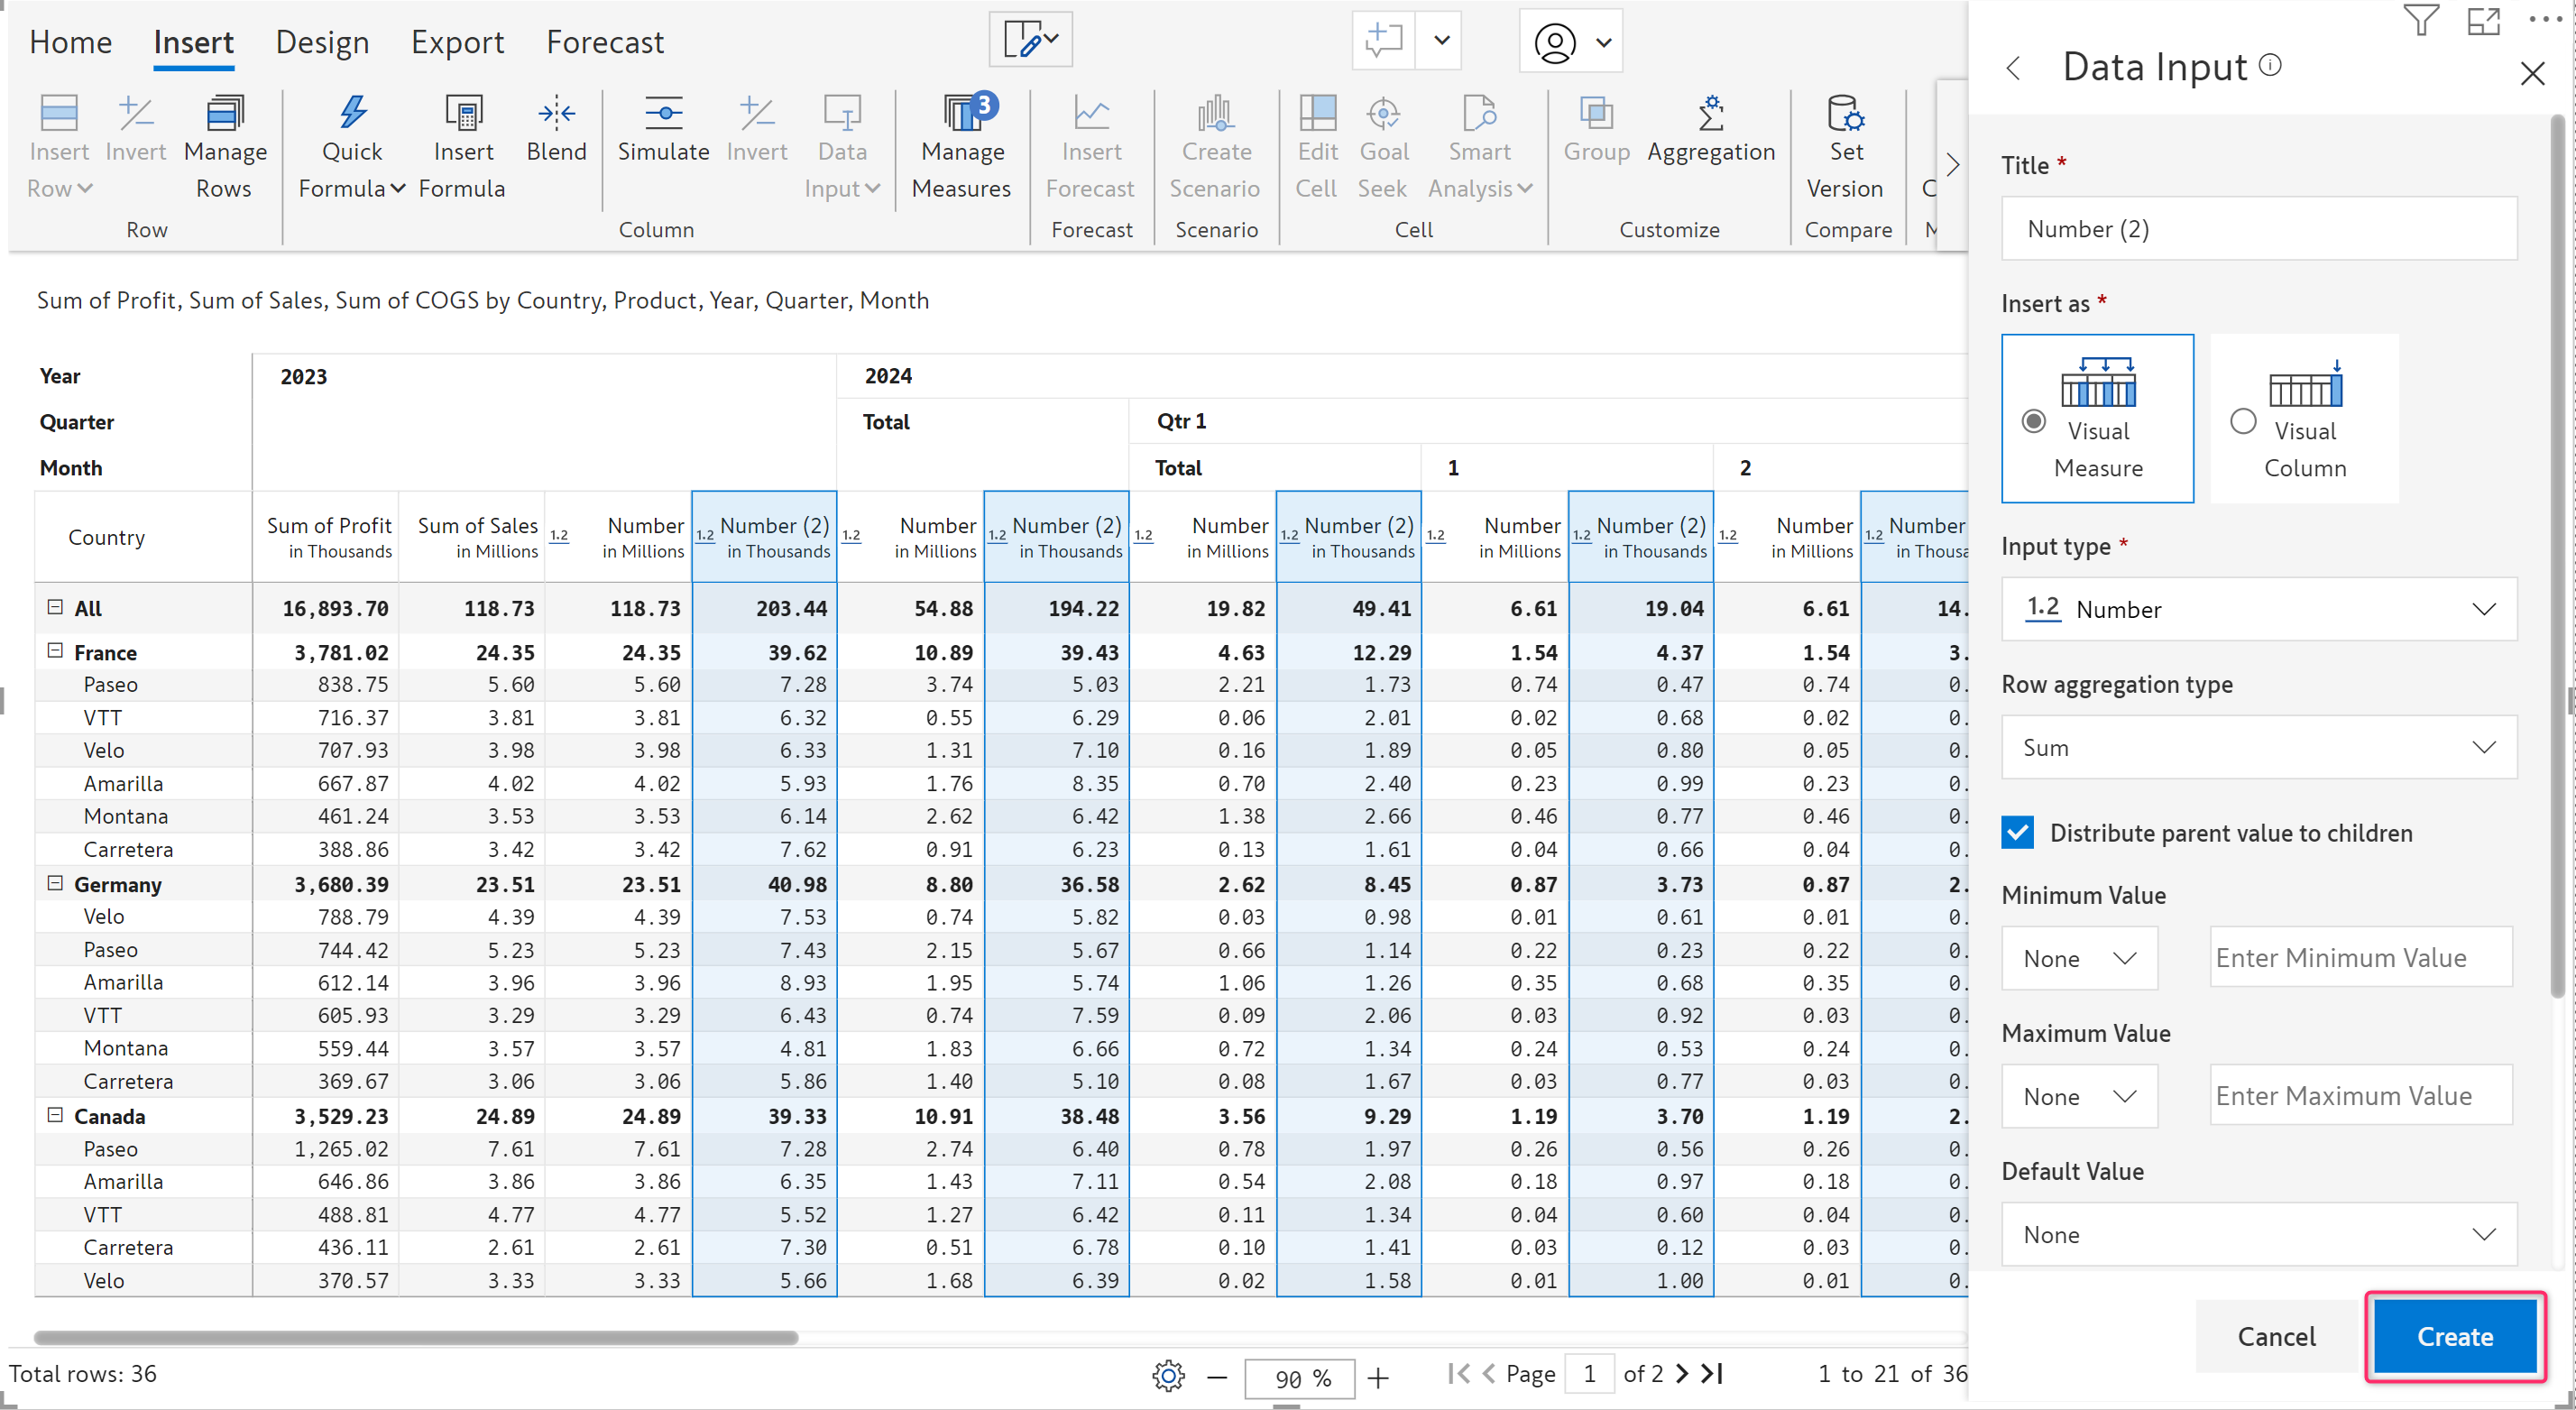 Home Insert Design Export Forecast
Insert Row Invert Manage Rows Quick Formula Insert Formula Blend Simulate Invert Data Input Manage Measures 3 Insert Forecast Create Scenario Edit Cell Goal Seek Smart Analysis Group Aggregation Set Version
Row Column Forecast Scenario Cell Customize Compare
Sum of Profit, Sum of Sales, Sum of COGS by Country, Product, Year, Quarter, Month
Year 2023 2024
Quarter Total Qtr 1
Month Total 1 2
Country Sum of Profit in Thousands Sum of Sales in Millions 1.2 Number in Millions 1.2 Number (2) in Thousands 1.2 Number in Millions 1.2 Number (2) in Thousands 1.2 Number in Millions 1.2 Number (2) in Thousands 1.2 Number in Millions 1.2 Number (2) in Thousands 1.2 Number in Millions 1.2 Number in Thousa
All 16,893.70 118.73 118.73 203.44 54.88 194.22 19.82 49.41 6.61 19.04 6.61 14.
France 3,781.02 24.35 24.35 39.62 10.89 39.43 4.63 12.29 1.54 4.37 1.54 3.
Paseo 838.75 5.60 5.60 7.28 3.74 5.03 2.21 1.73 0.74 0.47 0.74 0.
VTT 716.37 3.81 3.81 6.32 0.55 6.29 0.06 2.01 0.02 0.68 0.02 0.
Velo 707.93 3.98 3.98 6.33 1.31 7.10 0.16 1.89 0.05 0.80 0.05 0.
Amarilla 667.87 4.02 4.02 5.93 1.76 8.35 0.70 2.40 0.23 0.99 0.23 0.
Montana 461.24 3.53 3.53 6.14 2.62 6.42 1.38 2.66 0.46 0.77 0.46 0.
Carretera 388.86 3.42 3.42 7.62 0.91 6.23 0.13 1.61 0.04 0.66 0.04 0.
Germany 3,680.39 23.51 23.51 40.98 8.80 36.58 2.62 8.45 0.87 3.73 0.87 2.
Velo 788.79 4.39 4.39 7.53 0.74 5.82 0.03 0.98 0.01 0.61 0.01 0.
Paseo 744.42 5.23 5.23 7.43 2.15 5.67 0.66 1.14 0.22 0.23 0.22 0.
Amarilla 612.14 3.96 3.96 8.93 1.95 5.74 1.06 1.26 0.35 0.68 0.35 0.
VTT 605.93 3.29 3.29 6.43 0.74 7.59 0.09 2.06 0.03 0.92 0.03 0.
Montana 559.44 3.57 3.57 4.81 1.83 6.66 0.72 1.34 0.24 0.53 0.24 0.
Carretera 369.67 3.06 3.06 5.86 1.40 5.10 0.08 1.67 0.03 0.77 0.03 0.
Canada 3,529.23 24.89 24.89 39.33 10.91 38.48 3.56 9.29 1.19 3.70 1.19 2.
Paseo 1,265.02 7.61 7.61 7.28 2.74 6.40 0.78 1.97 0.26 0.56 0.26 0.
Amarilla 646.86 3.86 3.86 6.35 1.43 7.11 0.54 2.08 0.18 0.97 0.18 0.
VTT 488.81 4.77 4.77 5.52 1.27 6.42 0.11 1.34 0.04 0.60 0.04 0.
Carretera 436.11 2.61 2.61 7.30 0.51 6.78 0.10 1.41 0.03 0.12 0.03 0.
Velo 370.57 3.33 3.33 5.66 1.68 6.39 0.02 1.58 0.01 1.00 0.01 0.
Total rows: 36 90 % Page 1 of 2 1 to 21 of 36
Data Input
Title *
Number (2)
Insert as *
Visual Measure Visual Column
Input type *
1.2 Number
Row aggregation type
Sum
Distribute parent value to children
Minimum Value
None Enter Minimum Value
Maximum Value
None Enter Maximum Value
Default Value
None
Cancel Create